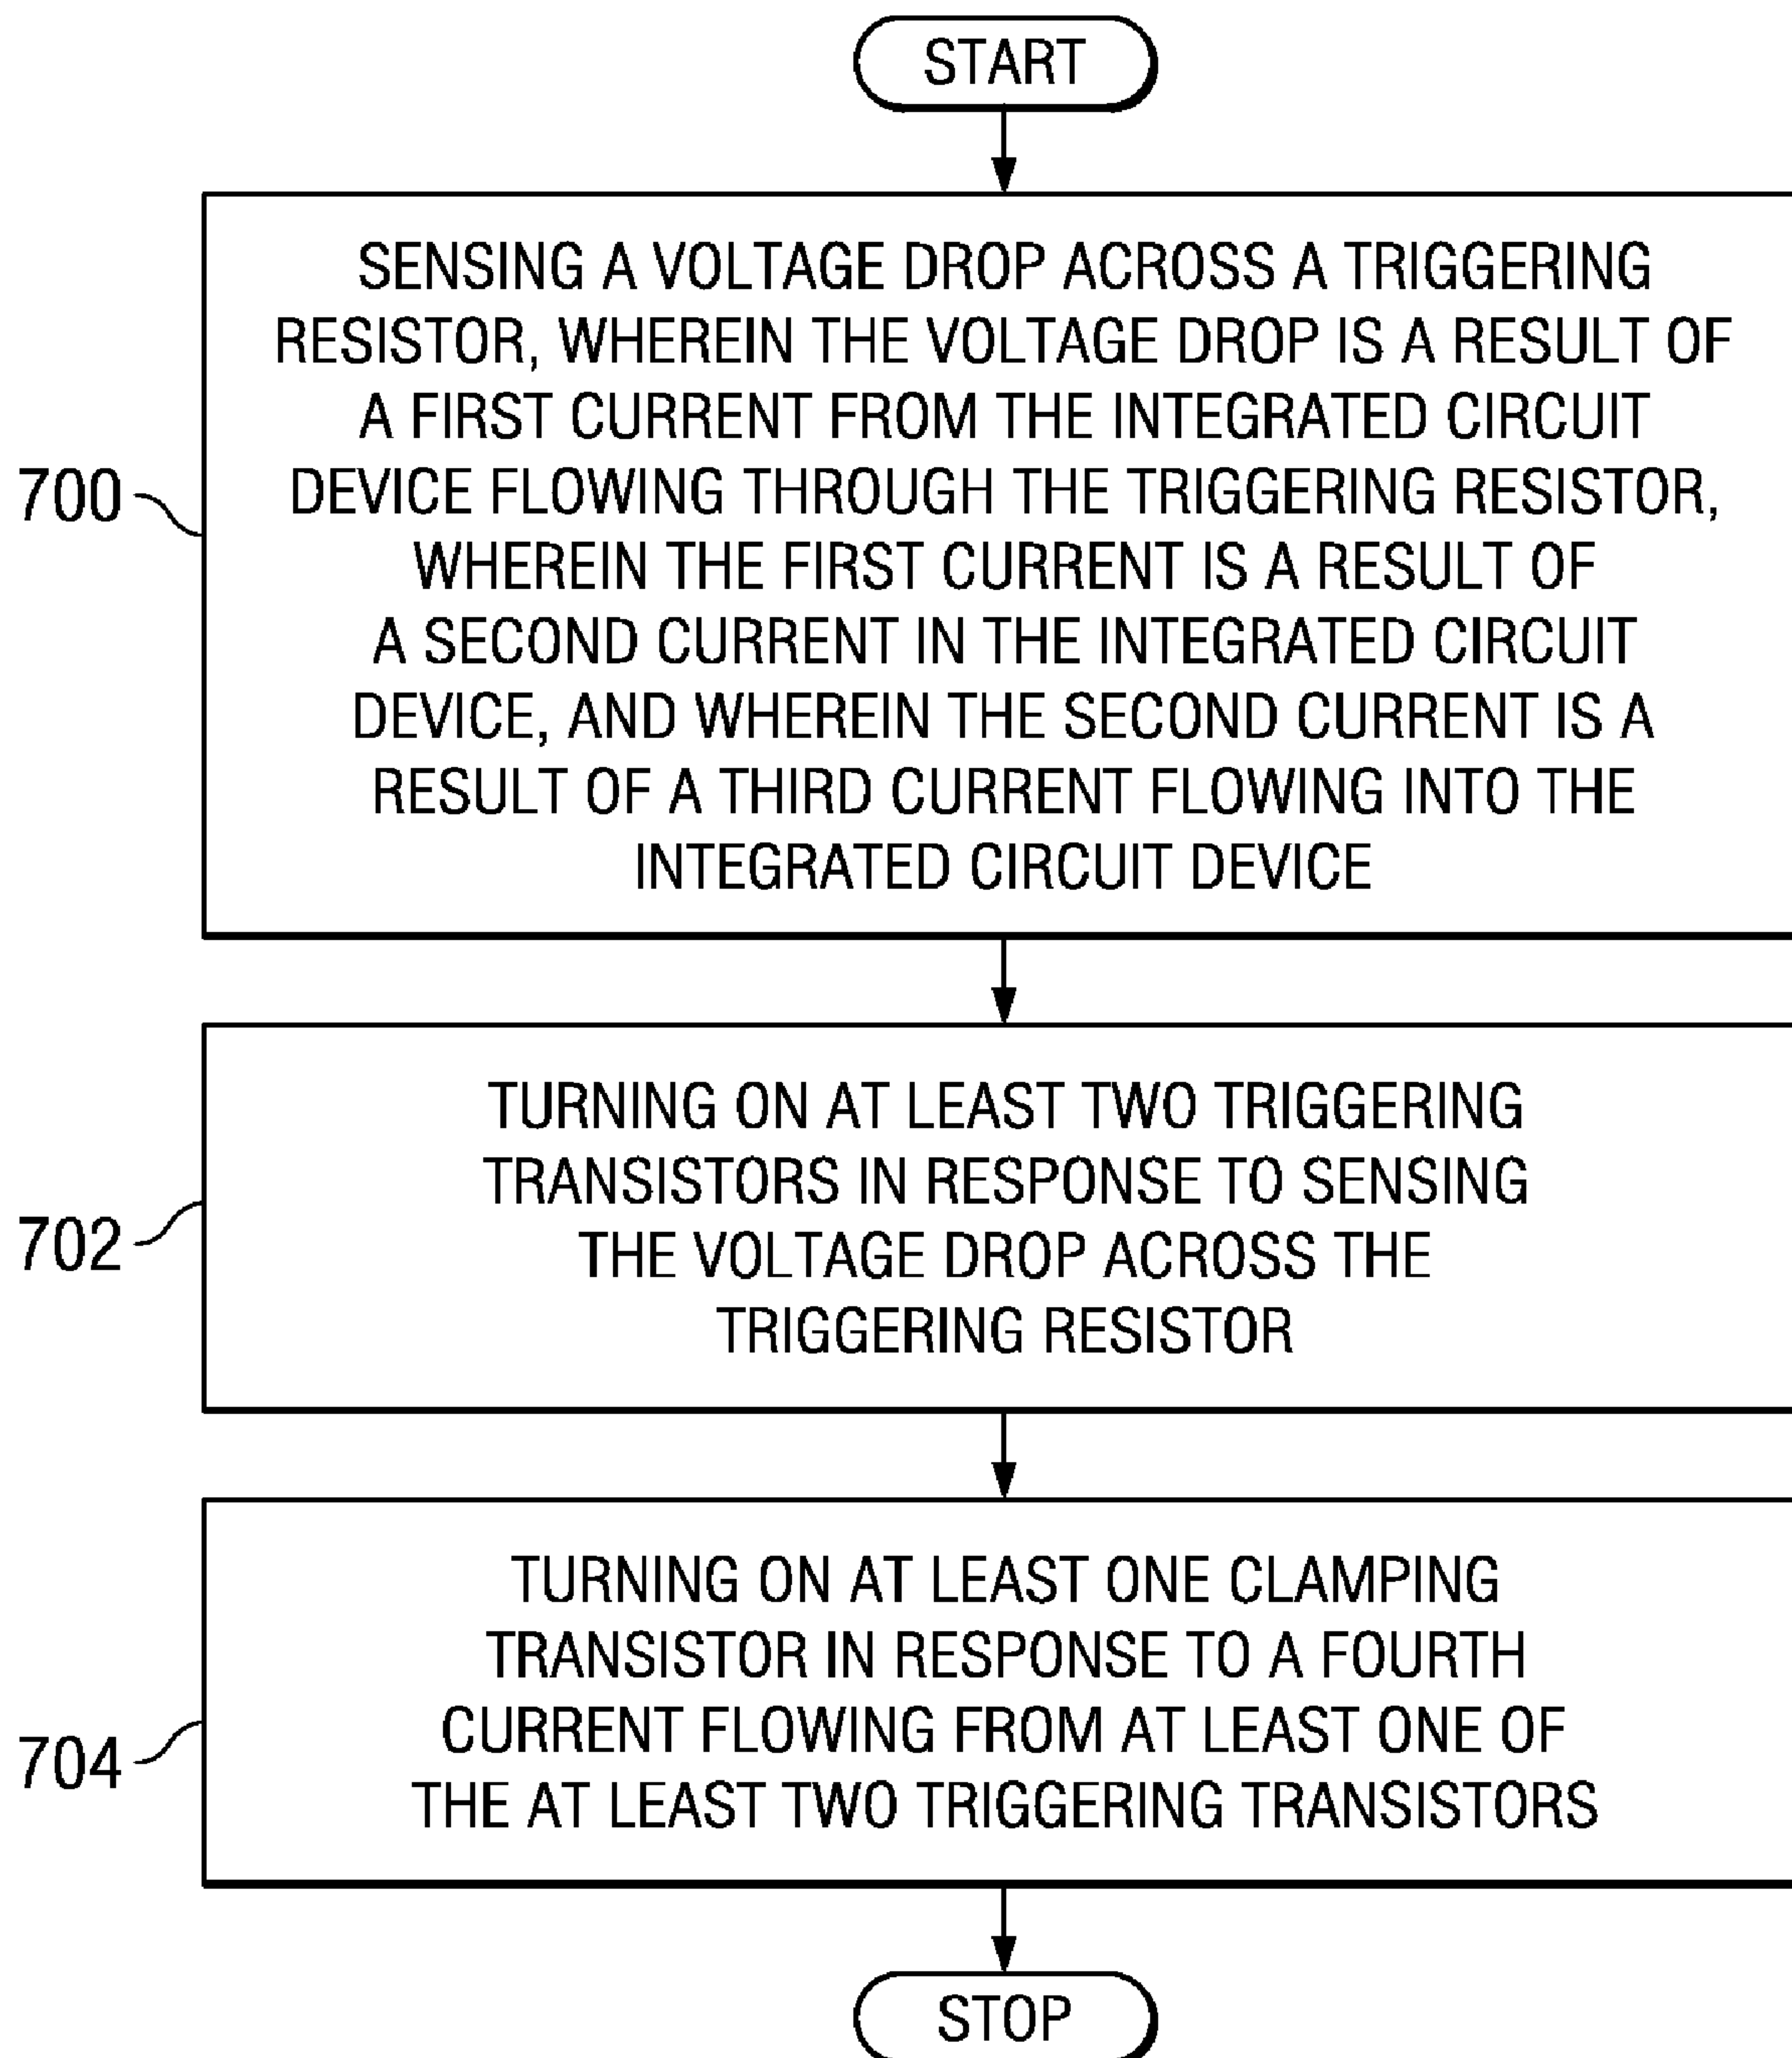 START
SENSING A VOLTAGE DROP ACROSS A TRIGGERING
RESISTOR, WHEREIN THE VOLTAGE DROP IS A RESULT OF
A FIRST CURRENT FROM THE INTEGRATED CIRCUIT
DEVICE FLOWING THROUGH THE TRIGGERING RESISTOR,
WHEREIN THE FIRST CURRENT IS A RESULT OF
A SECOND CURRENT IN THE INTEGRATED CIRCUIT
DEVICE, AND WHEREIN THE SECOND CURRENT IS A
RESULT OF A THIRD CURRENT FLOWING INTO THE
INTEGRATED CIRCUIT DEVICE
700
TURNING ON AT LEAST TWO TRIGGERING
TRANSISTORS IN RESPONSE TO SENSING
THE VOLTAGE DROP ACROSS THE
TRIGGERING RESISTOR
702
TURNING ON AT LEAST ONE CLAMPING
TRANSISTOR IN RESPONSE TO A FOURTH
CURRENT FLOWING FROM AT LEAST ONE OF
THE AT LEAST TWO TRIGGERING TRANSISTORS
704
STOP